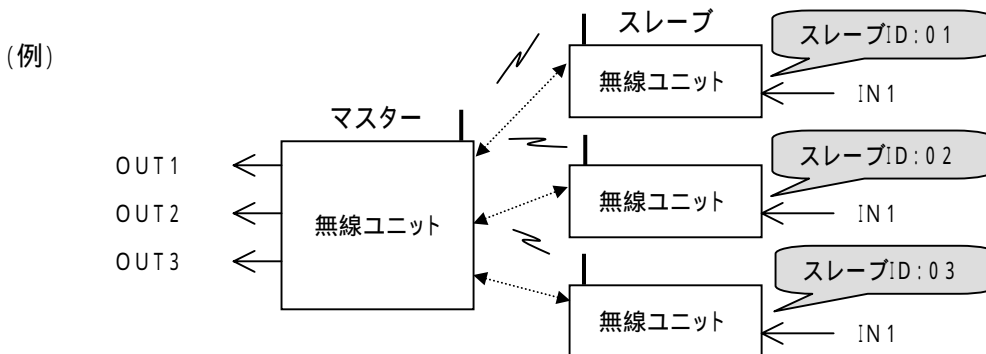 (例)
スレーブ
スレーブID:01
無線ユニット
IN1
マスター
OUT1
OUT2
OUT3
無線ユニット
スレーブID:02
無線ユニット
IN1
スレーブID:03
無線ユニット
IN1